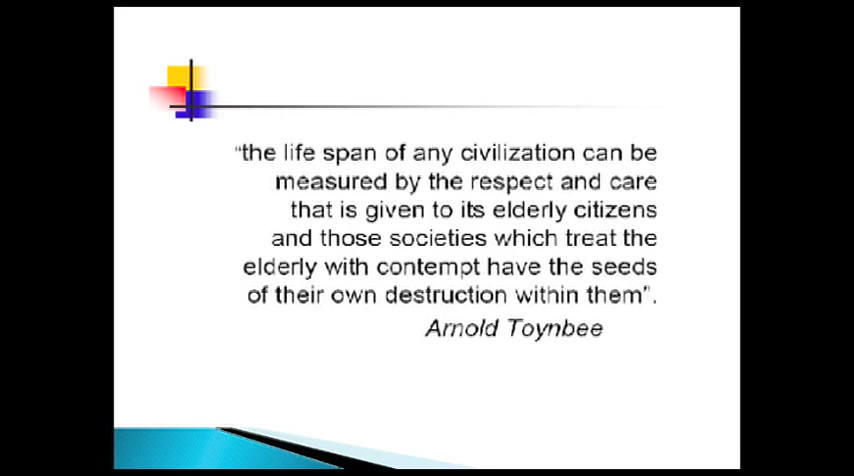 "the life span of any civilization can be
measured by the respect and care
that is given to its elderly citizens
and those societies which treat the
elderly with contempt have the seeds
of their own destruction within them".
Arnold Toynbee